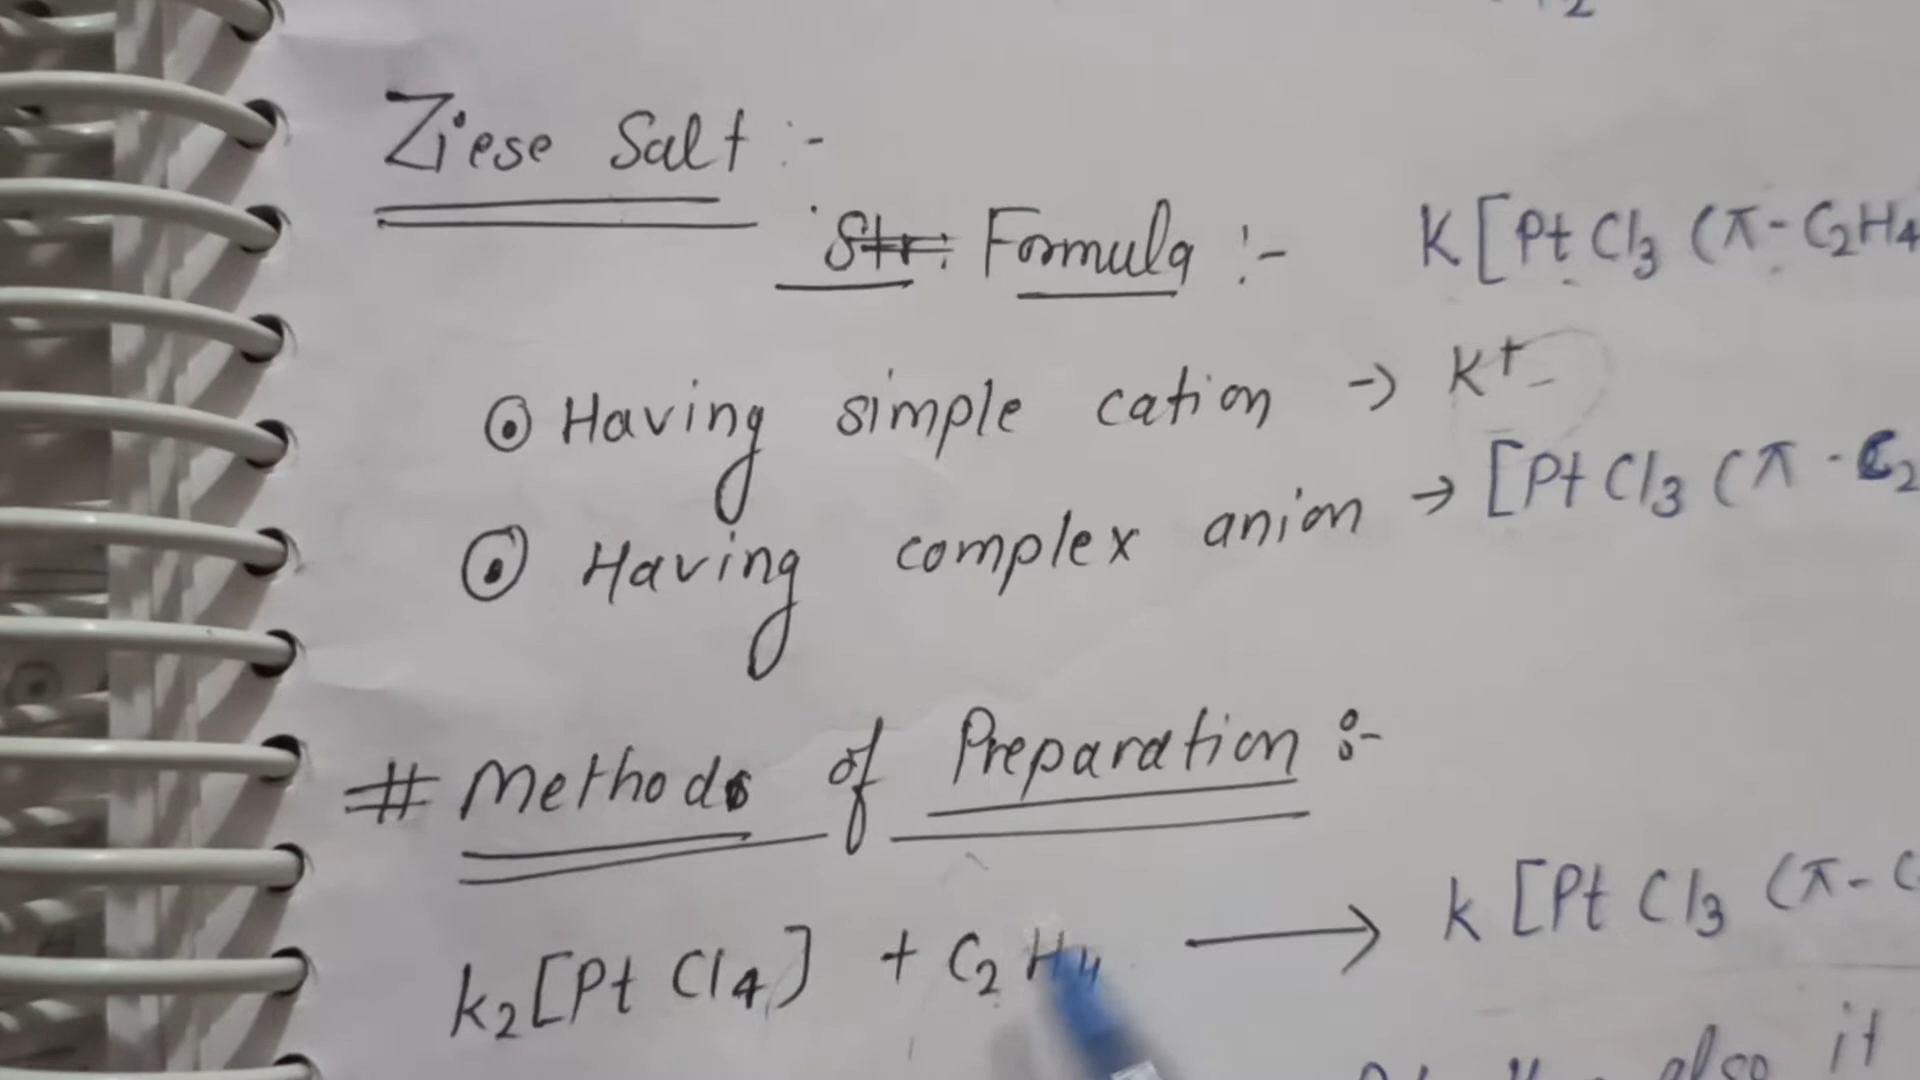 Ziese Salt :-
Str. Formula :- K[PtCl3(π-C2H4
Having simple cation → K+
Having complex anion → [PtCl3(π-C2
# Methods of Preparation :-
k2[PtCl4] + C2H4 ⟶ k[PtCl3(π-C
also it